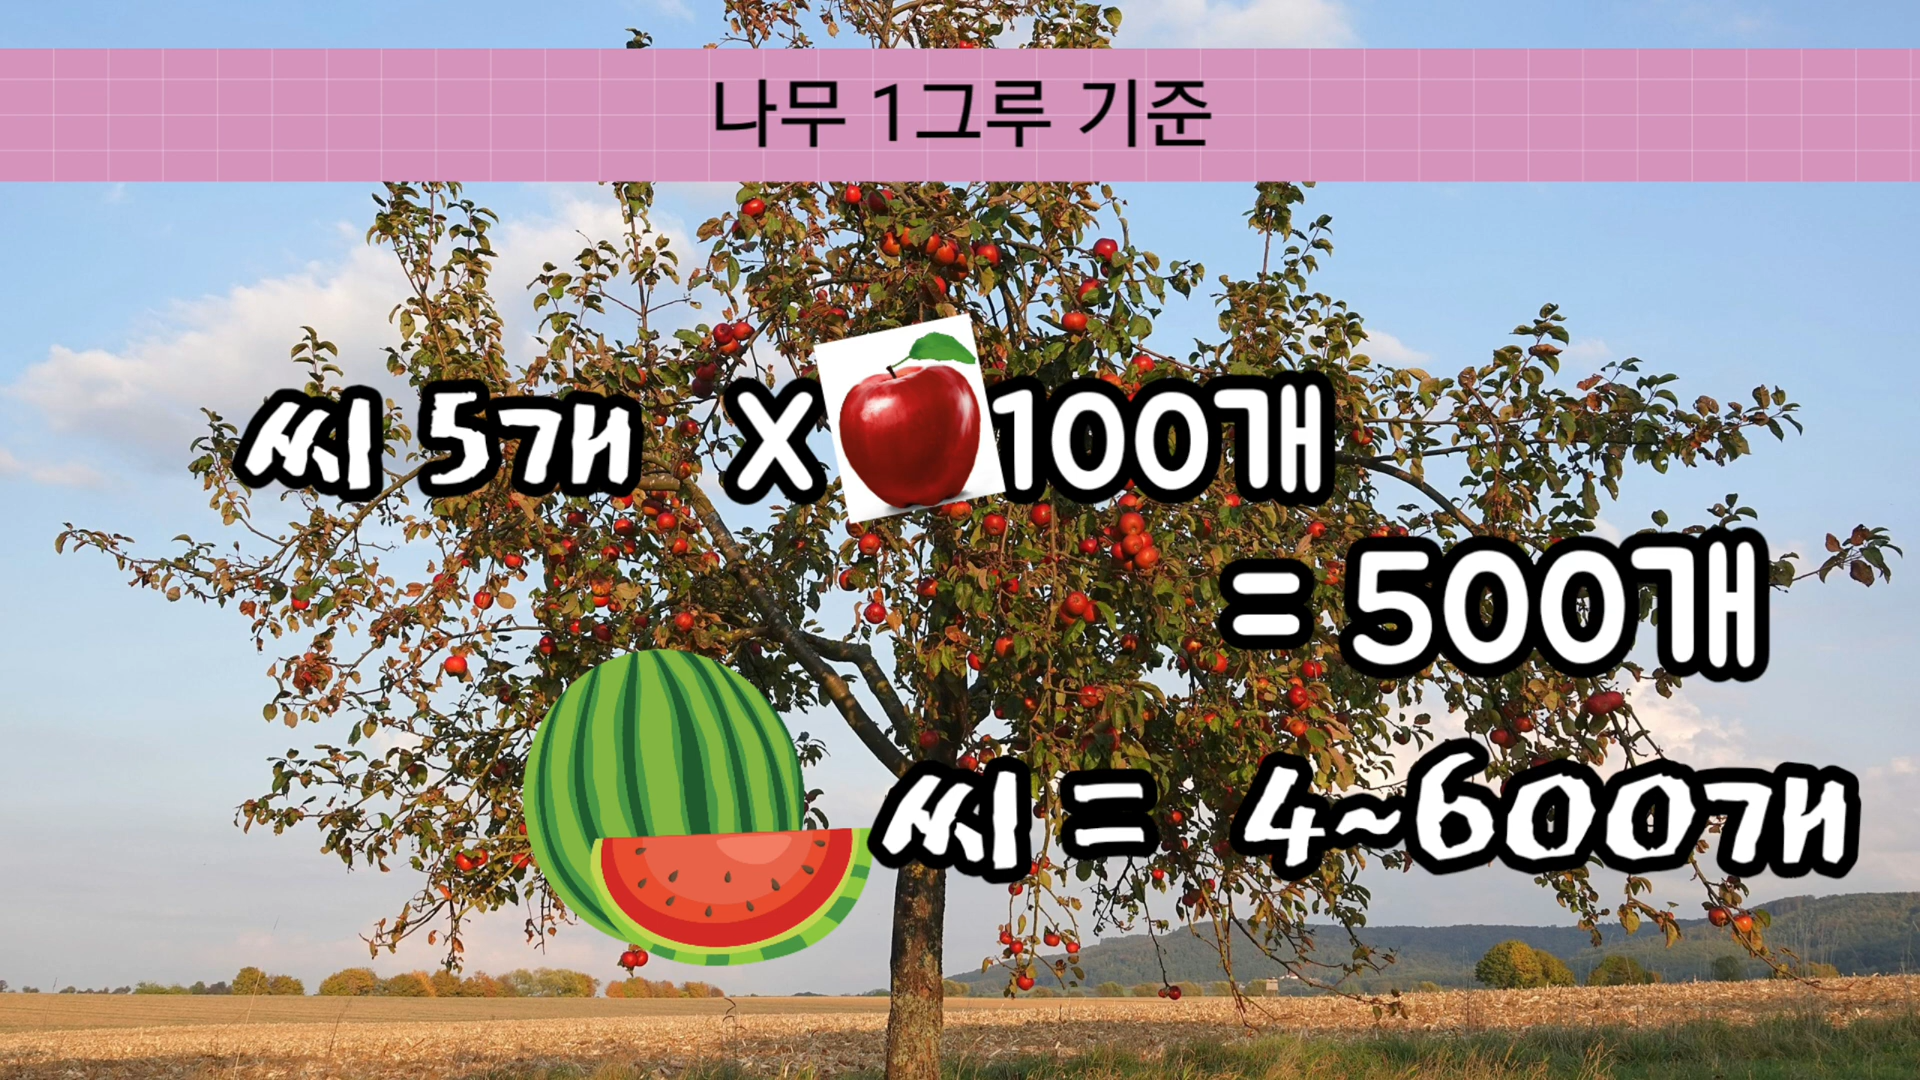 나무 1그루 기준
씨 5개 X 100개
= 500개
씨 = 4~600개